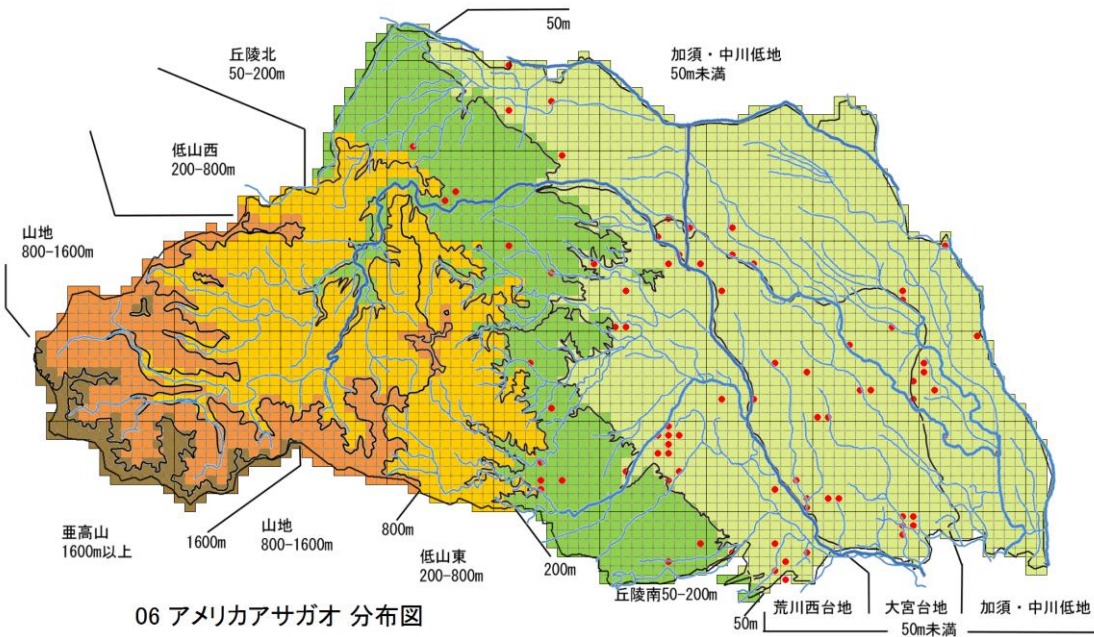 50m
丘陵北
50-200m
加須・中川低地
50m未満
低山西
200-800m
山地
800-1600m
亜高山
1600m以上
1600m
山地
800-1600m
800m
低山東
200-800m
200m
丘陵南50-200m
50m
荒川西台地
大宮台地
加須・中川低地
50m未満
06 アメリカアサガオ 分布図